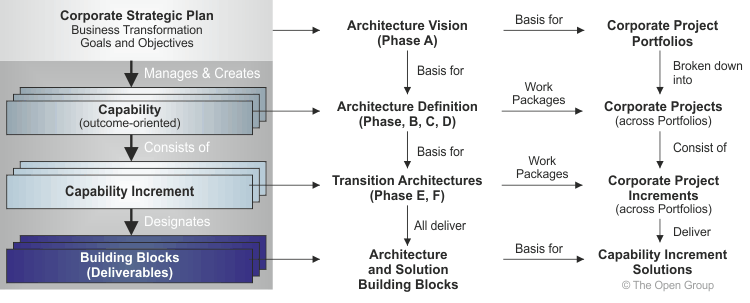 Corporate Strategic Plan
Business Transformation
Goals and Objectives
Manages & Creates
Capability
(outcome-oriented)
Consists of
Capability Increment
Designates
Building Blocks
(Deliverables)
Architecture Vision
(Phase A)
Basis for
Architecture Definition
(Phase, B, C, D)
Basis for
Transition Architectures
(Phase E, F)
All deliver
Architecture
and Solution
Building Blocks
Basis for
Work
Packages
Work
Packages
Basis for
Corporate Project
Portfolios
Broken down
into
Corporate Projects
(across Portfolios)
Consist of
Corporate Project
Increments
(across Portfolios)
Deliver
Capability Increment
Solutions
© The Open Group